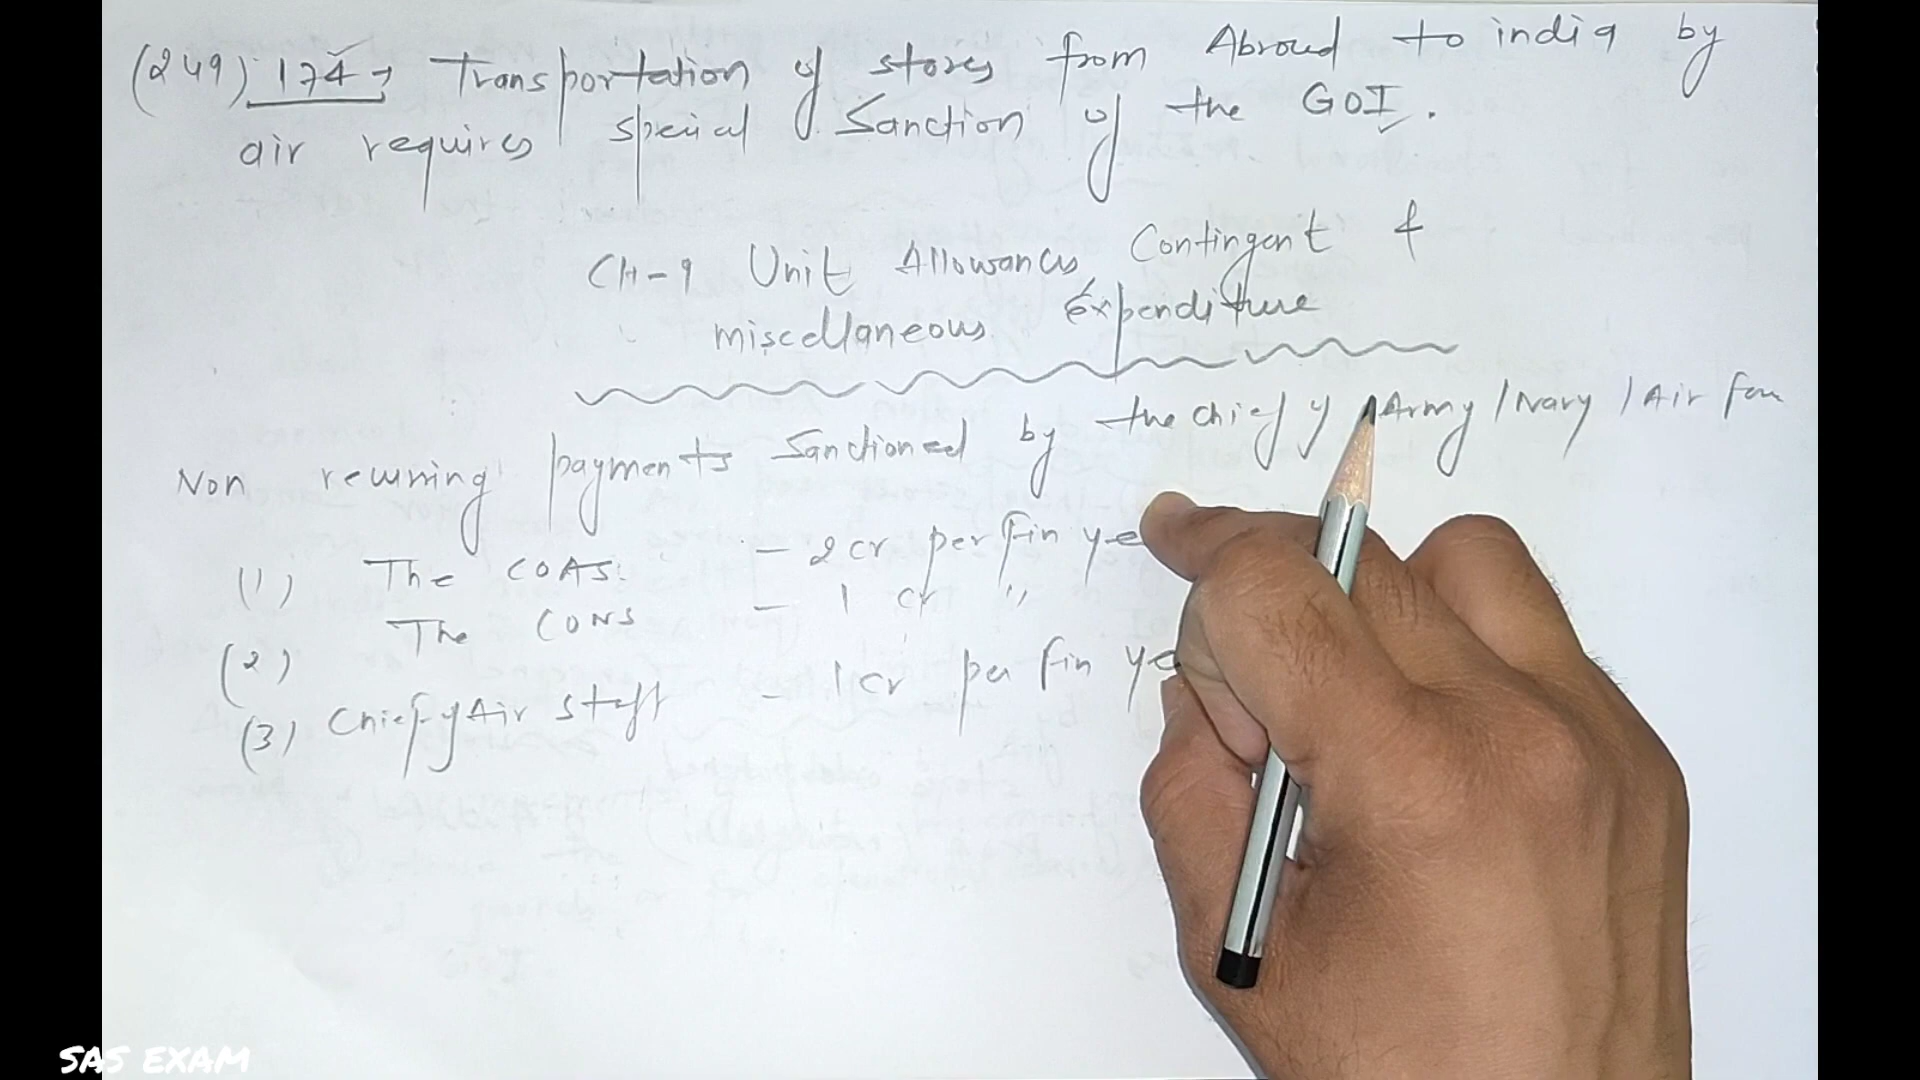 (249) 174 → Transportation of stores from Abroad to india by
air requires special Sanction of the GOI.
CH-9 Unit Allowances, Contingent &
miscellaneous Expenditure
Non recurring payments Sanctioned by the chief of Army / Navy / Air
(1) The COAS. - 2 cr per fin
(2) The CONS - 1 cr "
(3) Chief of Air staff - 1 cr per fin
SAS EXAM